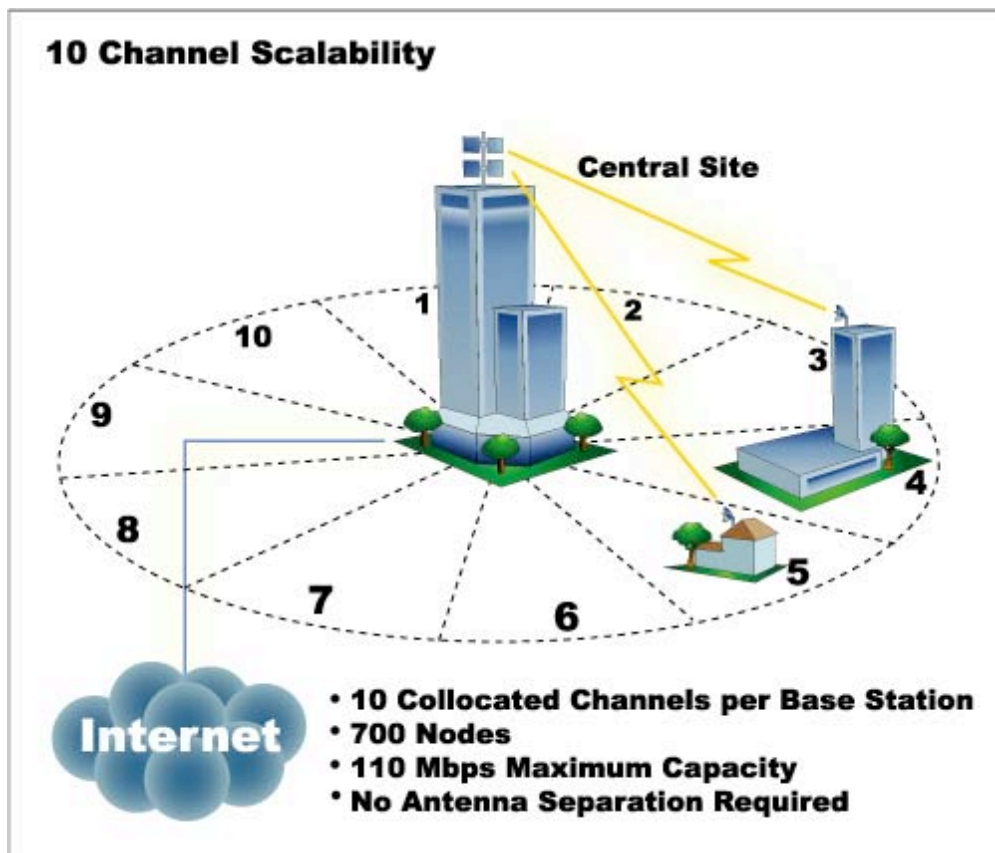 10 Channel Scalability
Central Site
1
2
3
4
5
6
7
8
9
10
Internet
• 10 Collocated Channels per Base Station
• 700 Nodes
• 110 Mbps Maximum Capacity
• No Antenna Separation Required